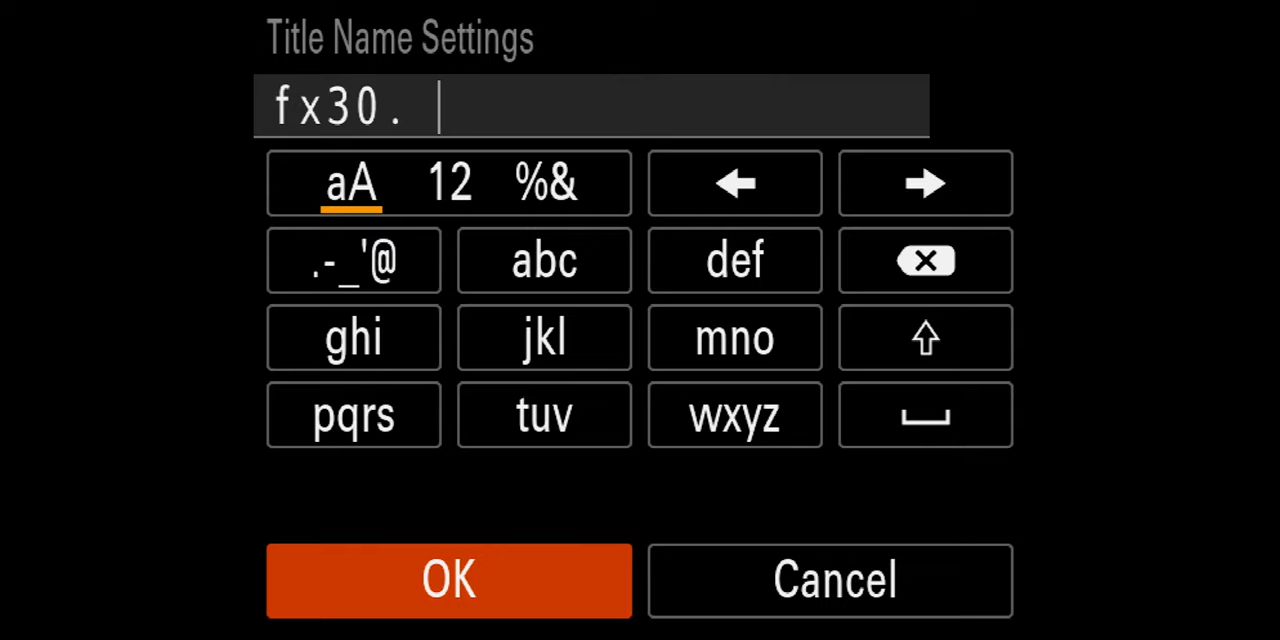 Title Name Settings
fx30.
aA 12 %&
.-_'@ abc def
ghi jkl mno
pqrs tuv wxyz
OK Cancel